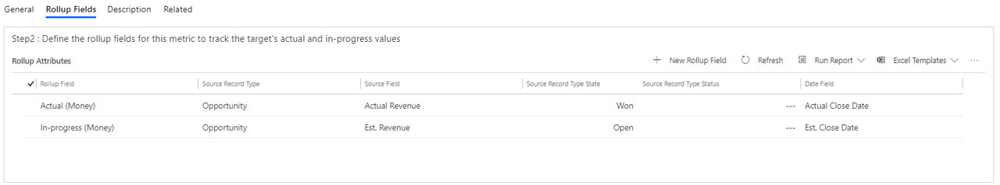 General Rollup Fields Description Related
Step2 : Define the rollup fields for this metric to track the target's actual and in-progress values
Rollup Attributes New Rollup Field Refresh Run Report Excel Templates ...
Rollup Field Source Record Type Source Field Source Record Type State Source Record Type Status Date Field
Actual (Money) Opportunity Actual Revenue Won --- Actual Close Date
In-progress (Money) Opportunity Est. Revenue Open --- Est. Close Date